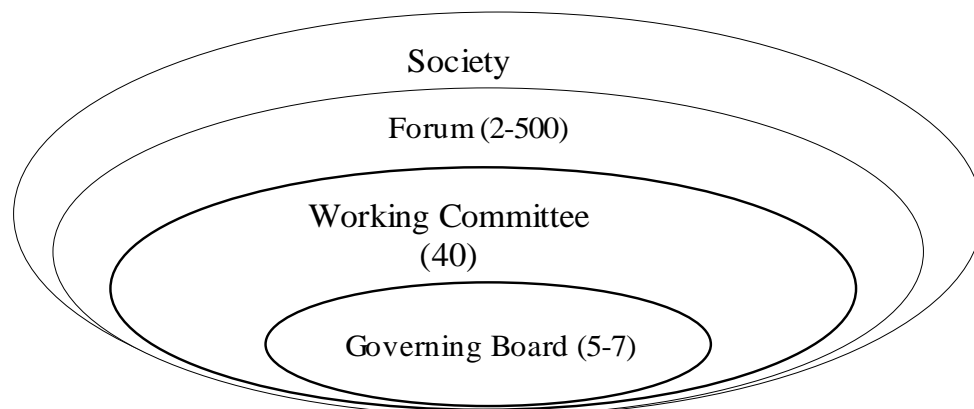 Society
Forum (2-500)
Working Committee
(40)
Governing Board (5-7)